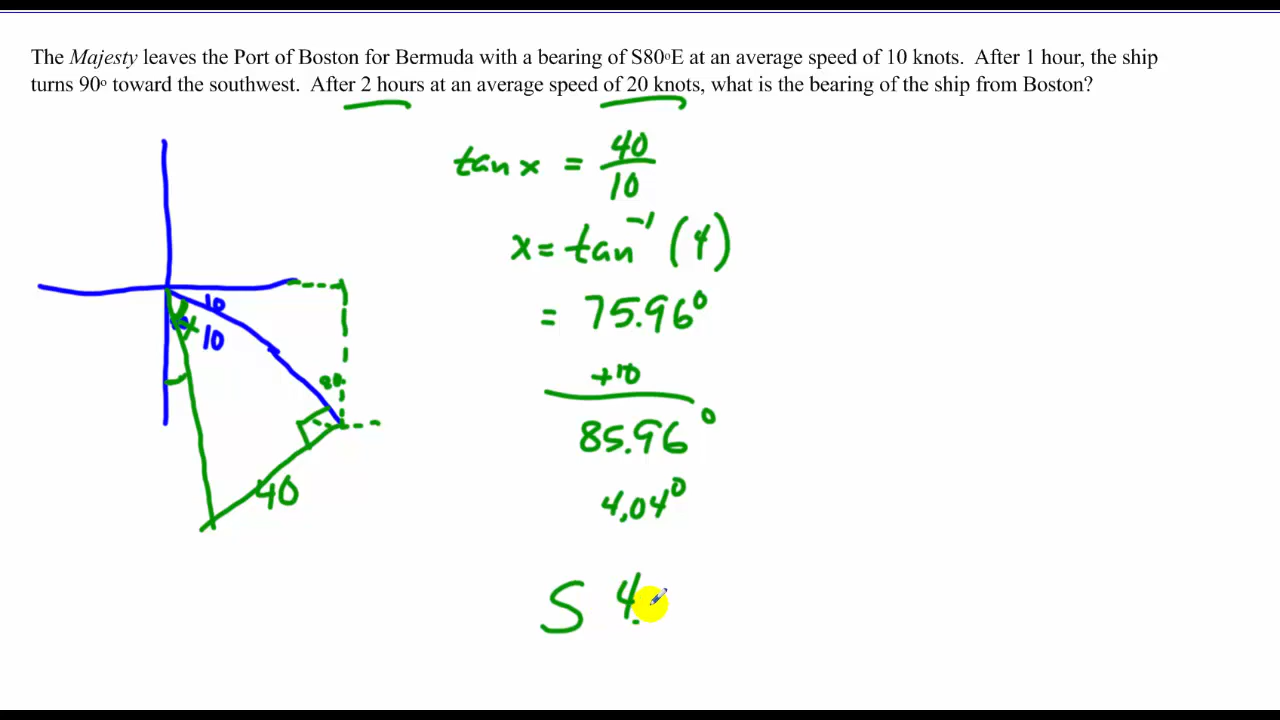 The Majesty leaves the Port of Boston for Bermuda with a bearing of S80°E at an average speed of 10 knots. After 1 hour, the ship
turns 90° toward the southwest. After 2 hours at an average speed of 20 knots, what is the bearing of the ship from Boston?
tan x = 40/10
x = tan⁻¹ (4)
= 75.96°
+10
85.96°
4.04°
S 4.
10
x
10
80
40